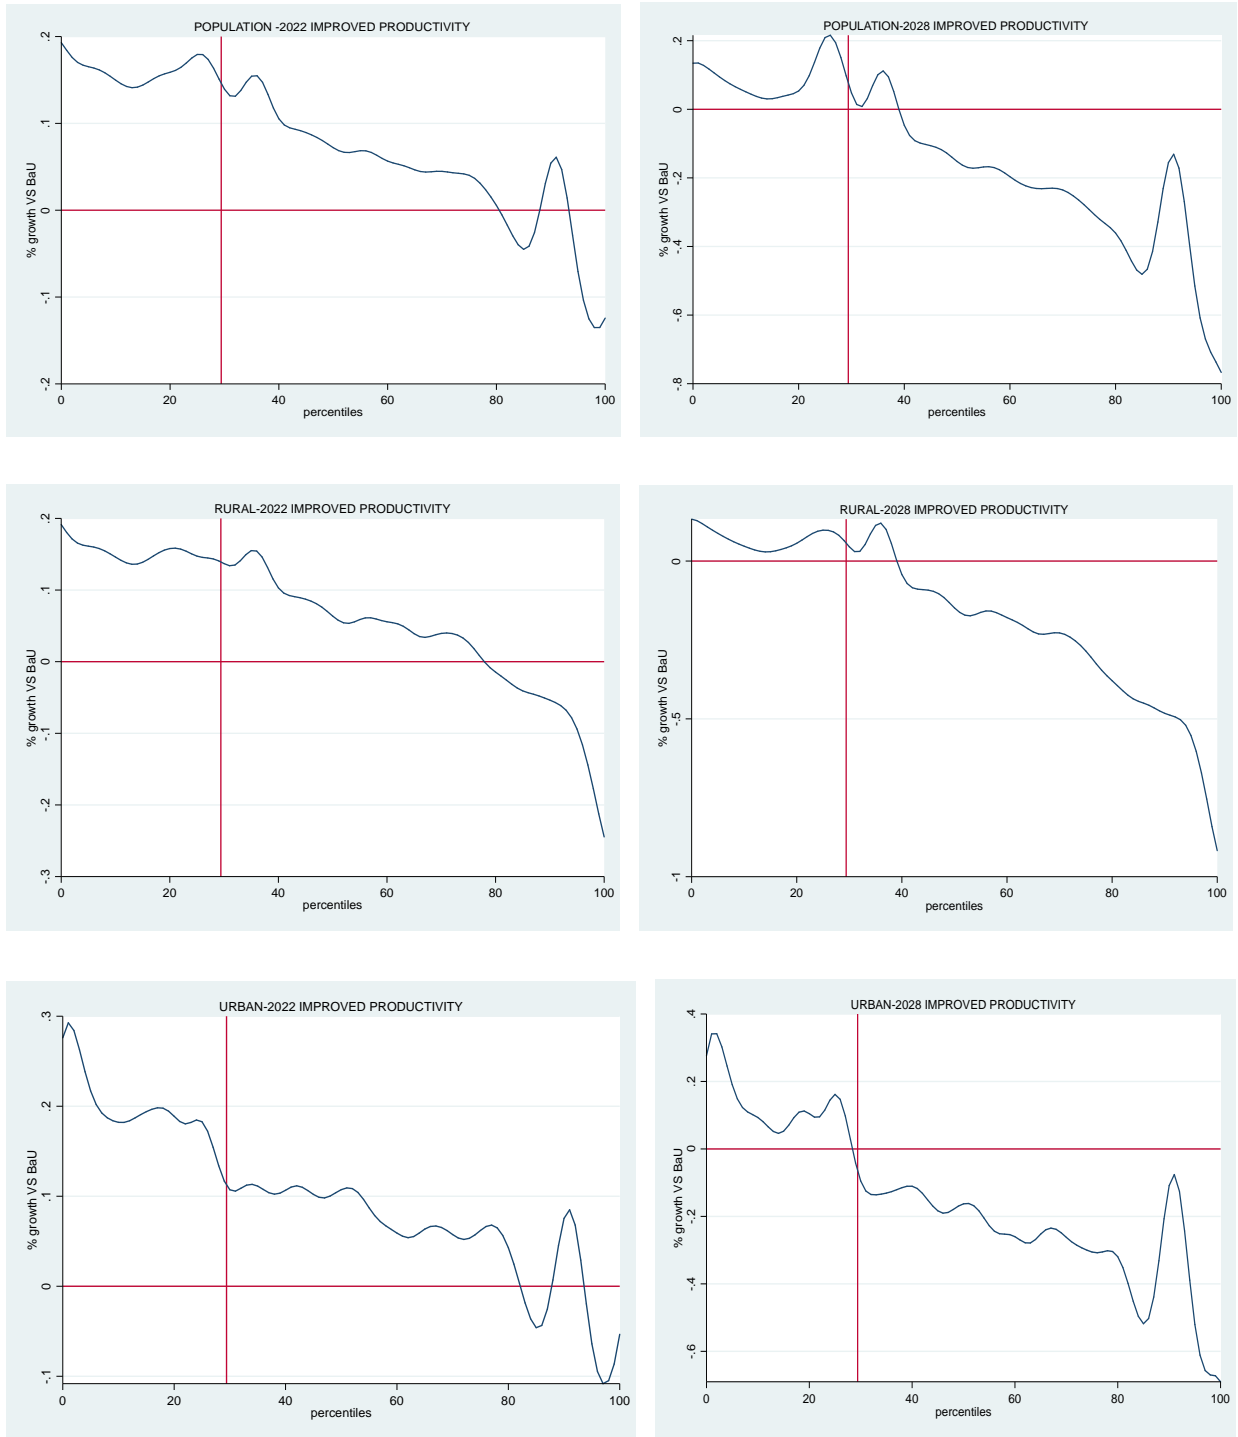 POPULATION -2022 IMPROVED PRODUCTIVITY
% growth VS BaU
.2
.1
0
-.1
-.2
0 20 40 60 80 100
percentiles
POPULATION-2028 IMPROVED PRODUCTIVITY
% growth VS BaU
.2
0
-.2
-.4
-.6
-.8
0 20 40 60 80 100
percentiles
RURAL-2022 IMPROVED PRODUCTIVITY
% growth VS BaU
.2
.1
0
-.1
-.2
-.3
0 20 40 60 80 100
percentiles
RURAL-2028 IMPROVED PRODUCTIVITY
% growth VS BaU
0
-.5
-1
0 20 40 60 80 100
percentiles
URBAN-2022 IMPROVED PRODUCTIVITY
% growth VS BaU
.3
.2
.1
0
-.1
0 20 40 60 80 100
percentiles
URBAN-2028 IMPROVED PRODUCTIVITY
% growth VS BaU
.4
.2
0
-.2
-.4
-.6
0 20 40 60 80 100
percentiles